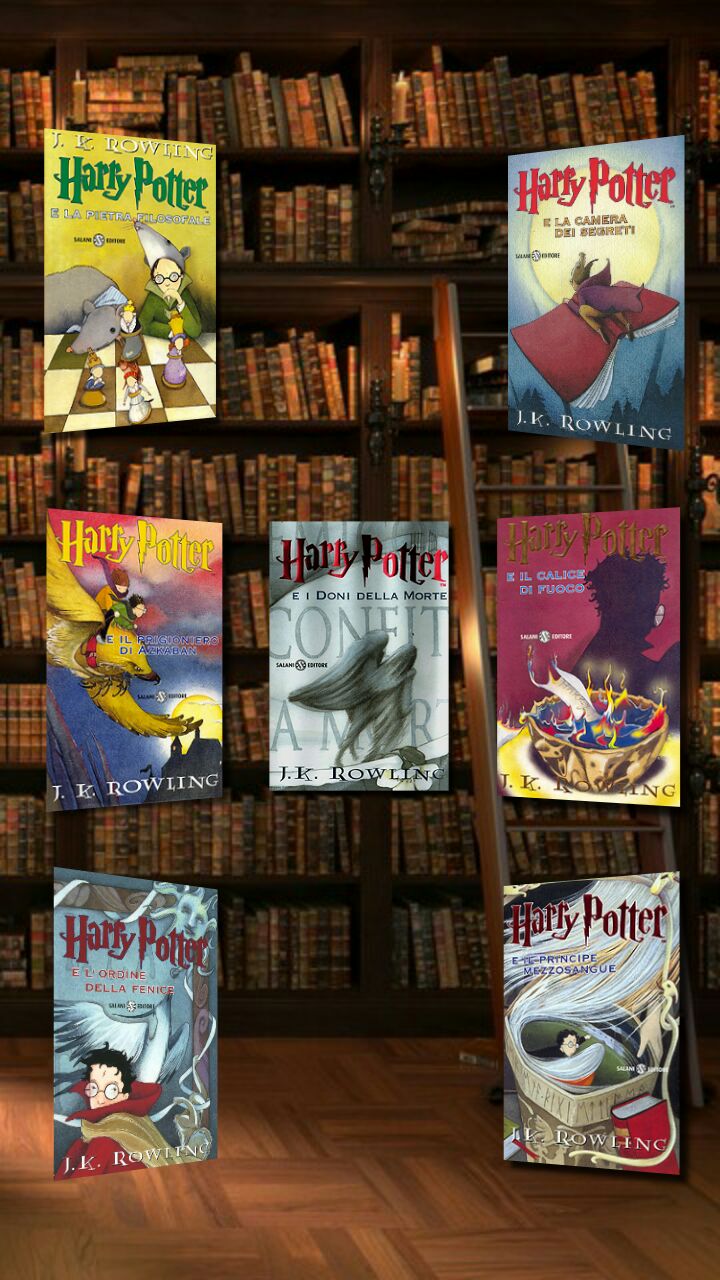 J. K. ROWLING
Harry Potter
E LA PIETRA FILOSOFALE
SALANI EDITORE
Harry Potter
E LA CAMERA
DEI SEGRETI
SALANI EDITORE
J.K. ROWLING
Harry Potter
E IL PRIGIONIERO
DI AZKABAN
SALANI EDITORE
J. K. ROWLING
Harry Potter™
E I DONI DELLA MORTE
CONFIT
SALANI EDITORE
A MORT
J.K. ROWLING
Harry Potter
E IL CALICE
DI FUOCO
SALANI EDITORE
J. K. ROWLING
Harry Potter
E L'ORDINE
DELLA FENICE
SALANI EDITORE
J. K. ROWLING
Harry Potter
E IL PRINCIPE
MEZZOSANGUE
SALANI EDITORE
J.K. ROWLING